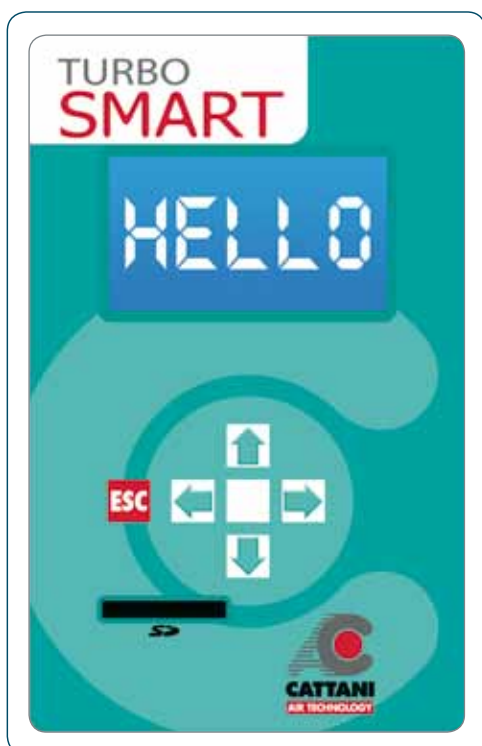 TURBO
SMART
HELLO
ESC
SD
CATTANI
AIR TECHNOLOGY